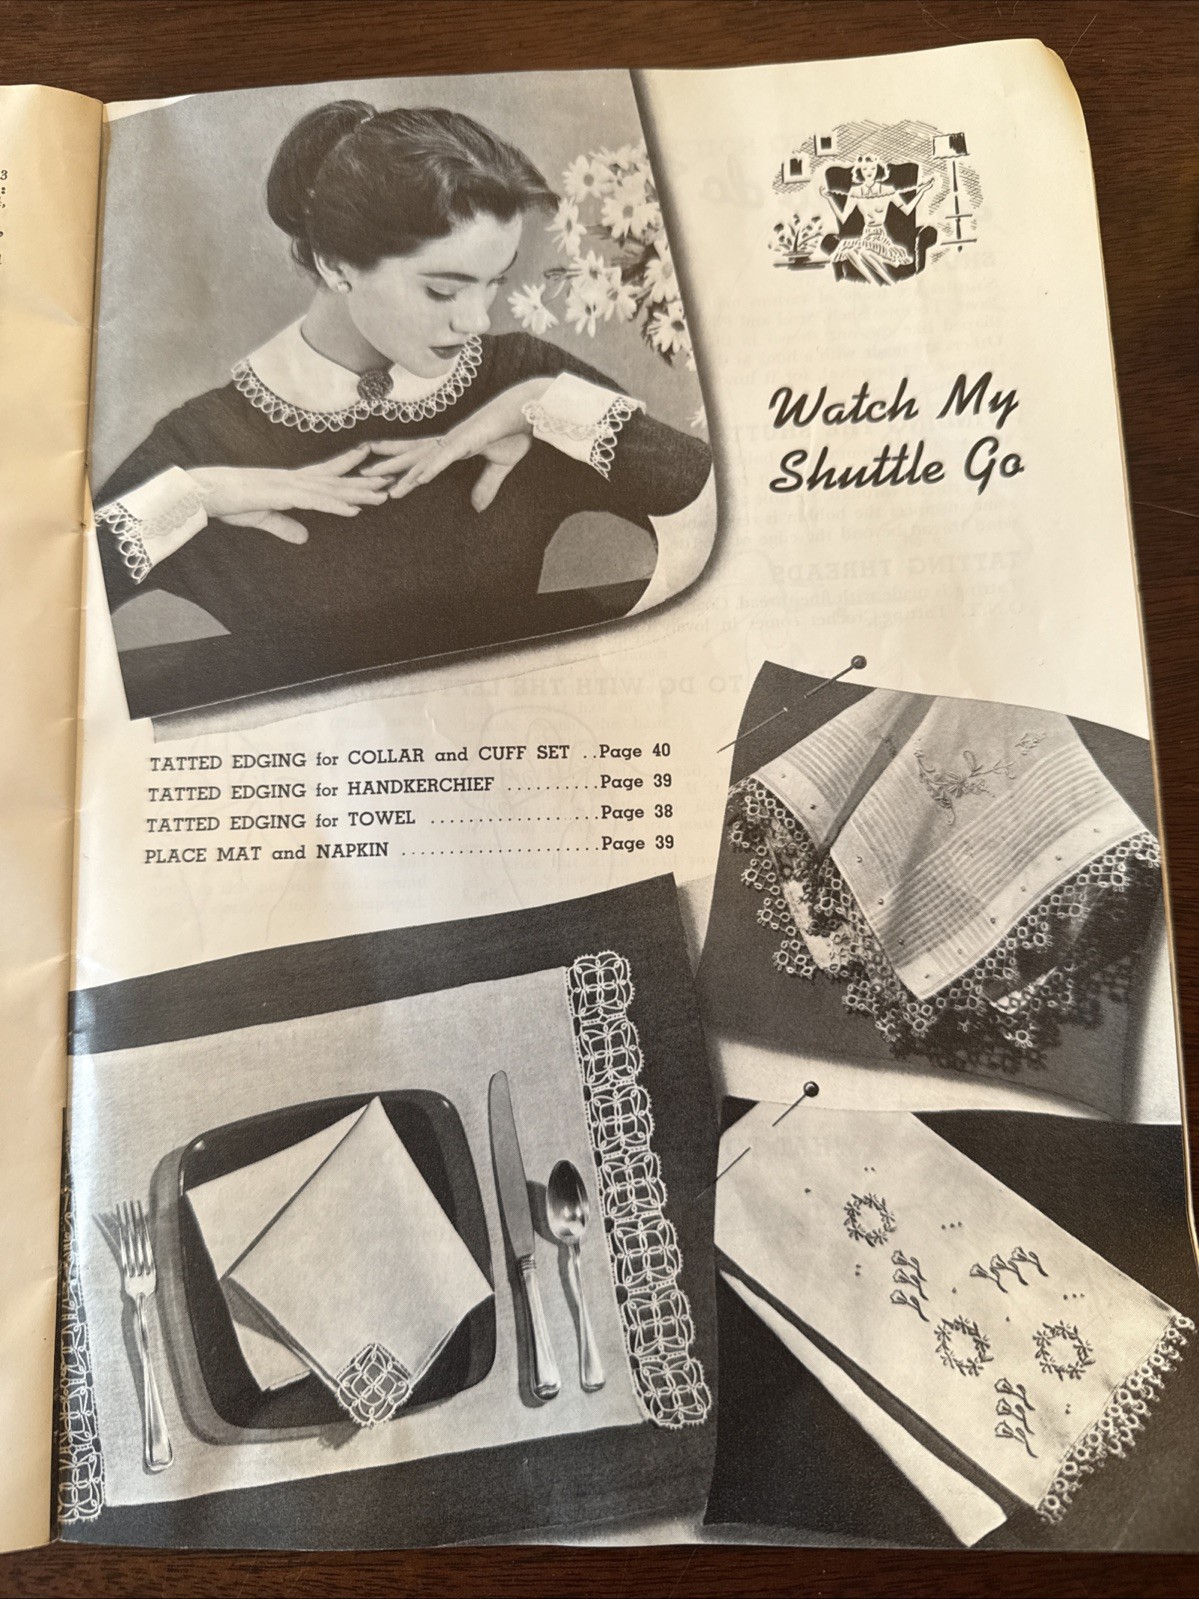 3
Watch My
Shuttle Go
TATTED EDGING for COLLAR and CUFF SET ..Page 40
TATTED EDGING for HANDKERCHIEF ..........Page 39
TATTED EDGING for TOWEL ..................Page 38
PLACE MAT and NAPKIN ........................Page 39